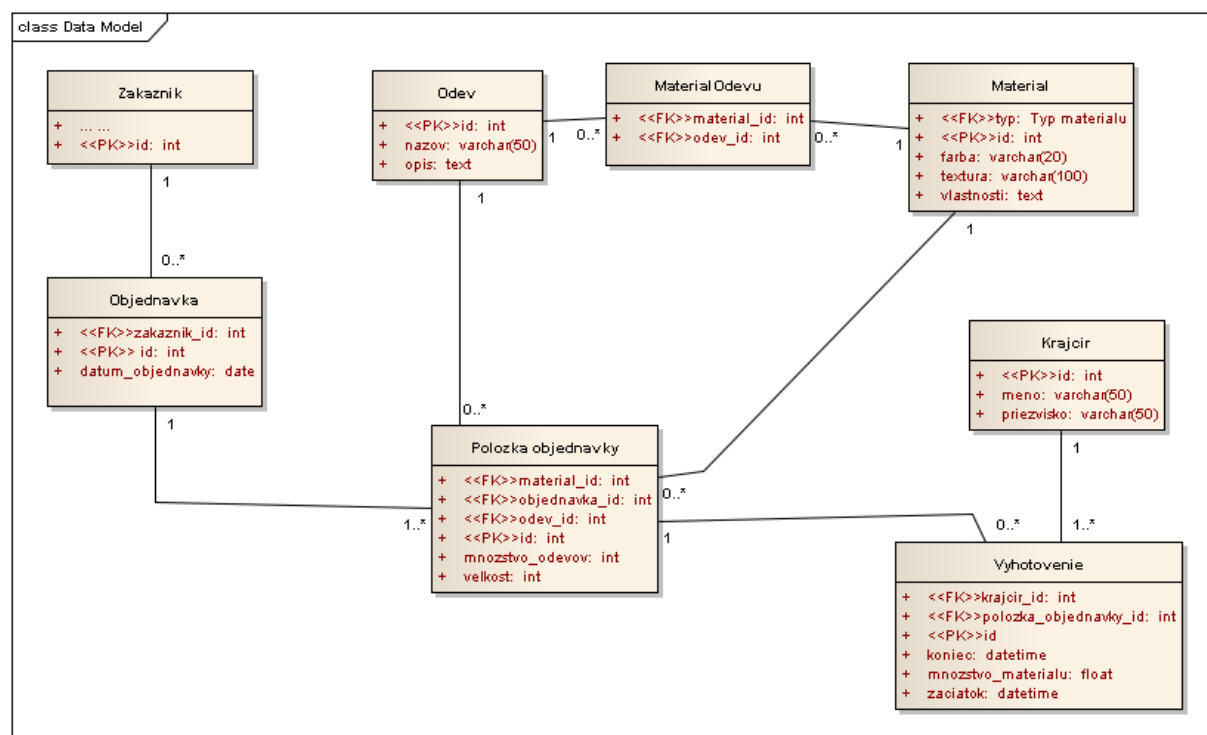 class Data Model
Zakaznik
+ ... ...
+ <<PK>>id: int
1
0..*
Odev
+ <<PK>>id: int
+ nazov: varchar(50)
+ opis: text
1
0..*
1
0..*
MaterialOdevu
+ <<FK>>material_id: int
+ <<FK>>odev_id: int
0..*
1
Material
+ <<FK>>typ: Typ materialu
+ <<PK>>id: int
+ farba: varchar(20)
+ textura: varchar(100)
+ vlastnosti: text
1
0..*
Objednavka
+ <<FK>>zakaznik_id: int
+ <<PK>> id: int
+ datum_objednavky: date
1
1..*
Polozka objednavky
+ <<FK>>material_id: int
+ <<FK>>objednavka_id: int
+ <<FK>>odev_id: int
+ <<PK>>id: int
+ mnozstvo_odevov: int
+ velkost: int
1
0..*
Krajcir
+ <<PK>>id: int
+ meno: varchar(50)
+ priezvisko: varchar(50)
1
1..*
Vyhotovenie
+ <<FK>>krajcir_id: int
+ <<FK>>polozka_objednavky_id: int
+ <<PK>>id
+ koniec: datetime
+ mnozstvo_materialu: float
+ zaciatok: datetime